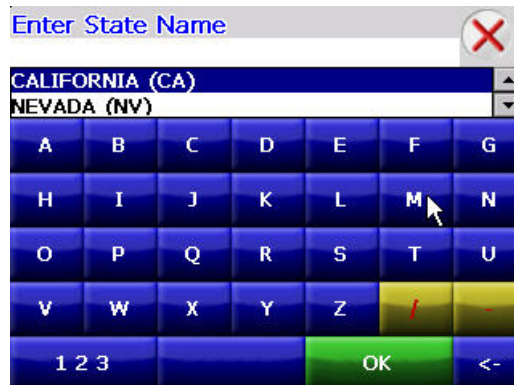 Enter State Name
CALIFORNIA (CA)
NEVADA (NV)
A B C D E F G
H I J K L M N
O P Q R S T U
V W X Y Z / -
1 2 3 OK <-